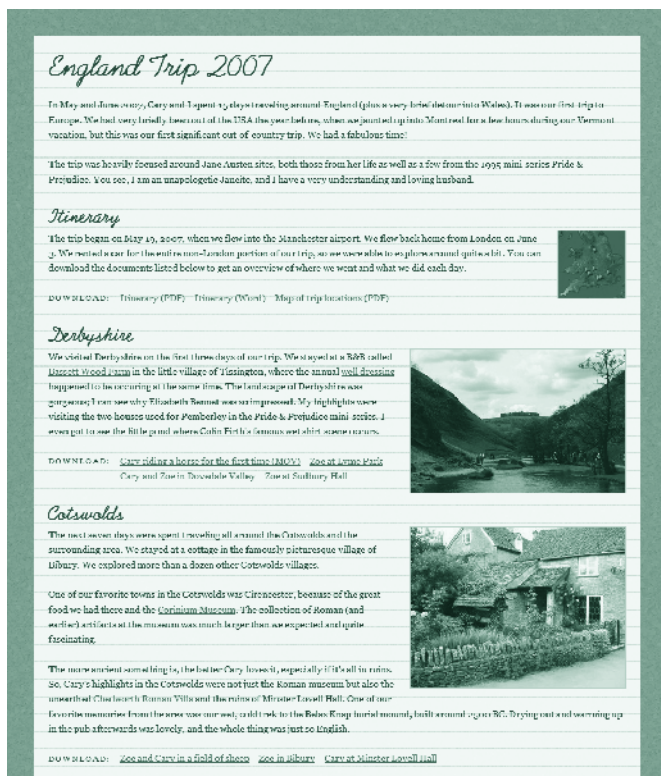 England Trip 2007
In May and June 2007, Cary and I spent 15 days traveling around England (plus a very brief detour into Wales). It was our first trip to
Europe. We had very briefly been out of the USA the year before, when we jaunted up into Montreal for a few hours during our Vermont
vacation, but this was our first significant out-of-country trip. We had a fabulous time!
The trip was heavily focused around Jane Austen sites, both those from her life as well as a few from the 1995 mini-series Pride &
Prejudice. You see, I am an unapologetic Janeite, and I have a very understanding and loving husband.
Itinerary
The trip began on May 19, 2007, when we flew into the Manchester airport. We flew back home from London on June
3. We rented a car for the entire non-London portion of our trip, so we were able to explore around quite a bit. You can
download the documents listed below to get an overview of where we went and what we did each day.
DOWNLOAD: Itinerary (PDF) Itinerary (Word) Map of trip locations (PDF)
Derbyshire
We visited Derbyshire on the first three days of our trip. We stayed at a B&B called
Bassett Wood Farm in the little village of Tissington, where the annual well dressing
happened to be occuring at the same time. The landscape of Derbyshire was
gorgeous; I can see why Elizabeth Bennet was so impressed. My highlights were
visiting the two houses used for Pemberley in the Pride & Prejudice mini-series. I
even got to see the little pond where Colin Firth's famous wet shirt scene occurs.
DOWNLOAD: Cary riding a horse for the first time (MOV) Zoe at Lyme Park
Cary and Zoe in Dovedale Valley Zoe at Sudbury Hall
Cotswolds
The next seven days were spent traveling all around the Cotswolds and the
surrounding area. We stayed at a cottage in the famously picturesque village of
Bibury. We explored more than a dozen other Cotswolds villages.
One of our favorite towns in the Cotswolds was Cirencester, because of the great
food we had there and the Corinium Museum. The collection of Roman (and
earlier) artifacts at the museum was much larger than we expected and quite
fascinating.
The more ancient something is, the better Cary loves it, especially if it's all in ruins.
So, Cary's highlights in the Cotswolds were not just the Roman museum but also the
unearthed Chedworth Roman Villa and the ruins of Minster Lovell Hall. One of our
favorite memories from the area was our wet, cold trek to the Belas Knap burial mound, built around 2500 BC. Drying out and warming up
in the pub afterwards was lovely, and the whole thing was just so English.
DOWNLOAD: Zoe and Cary in a field of sheep Zoe in Bibury Cary at Minster Lovell Hall